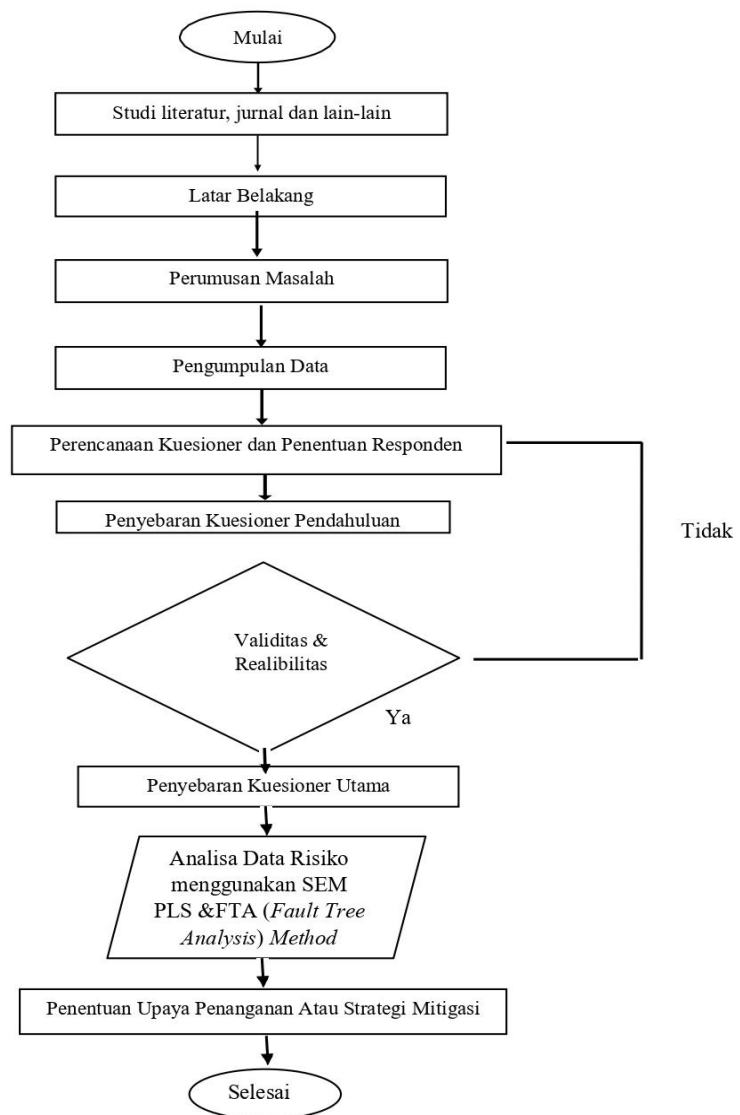 Mulai
Studi literatur, jurnal dan lain-lain
Latar Belakang
Perumusan Masalah
Pengumpulan Data
Perencanaan Kuesioner dan Penentuan Responden
Penyebaran Kuesioner Pendahuluan
Tidak
Validitas &
Realibilitas
Ya
Penyebaran Kuesioner Utama
Analisa Data Risiko
menggunakan SEM
PLS &FTA (Fault Tree
Analysis) Method
Penentuan Upaya Penanganan Atau Strategi Mitigasi
Selesai